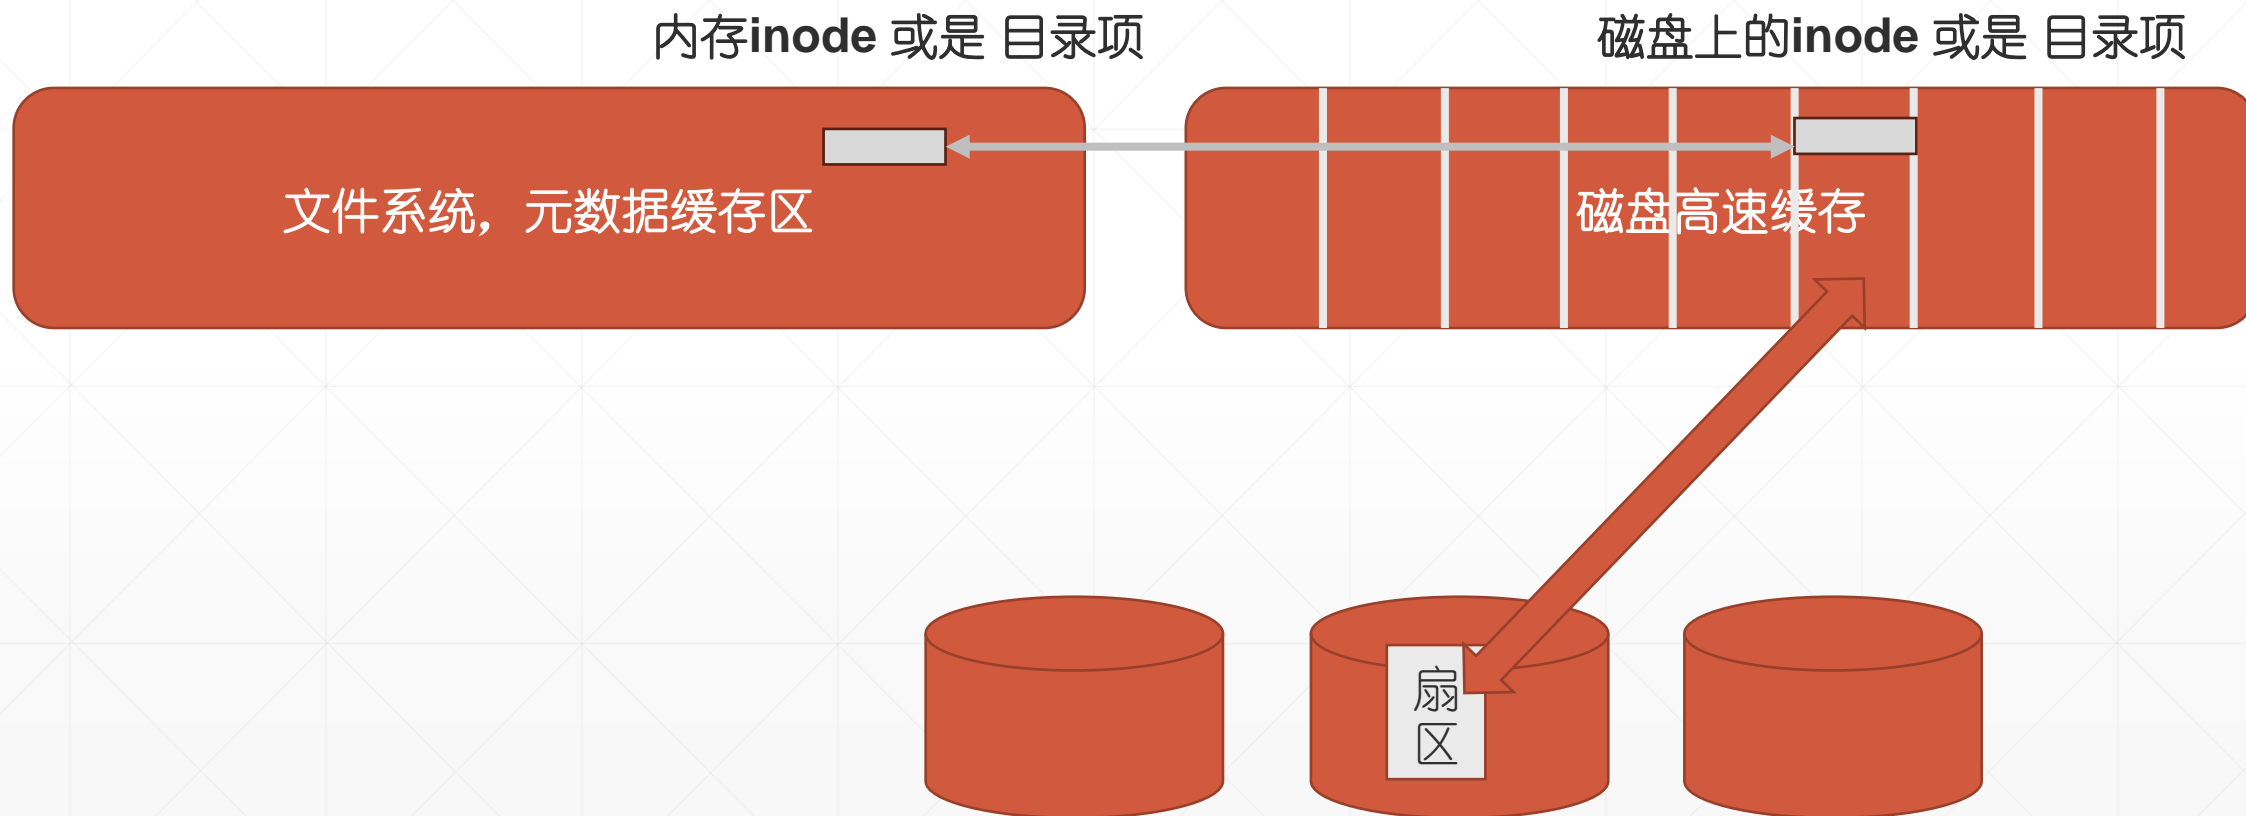 内存inode 或是 目录项
磁盘上的inode 或是 目录项
文件系统，元数据缓存区
磁盘高速缓存
扇
区